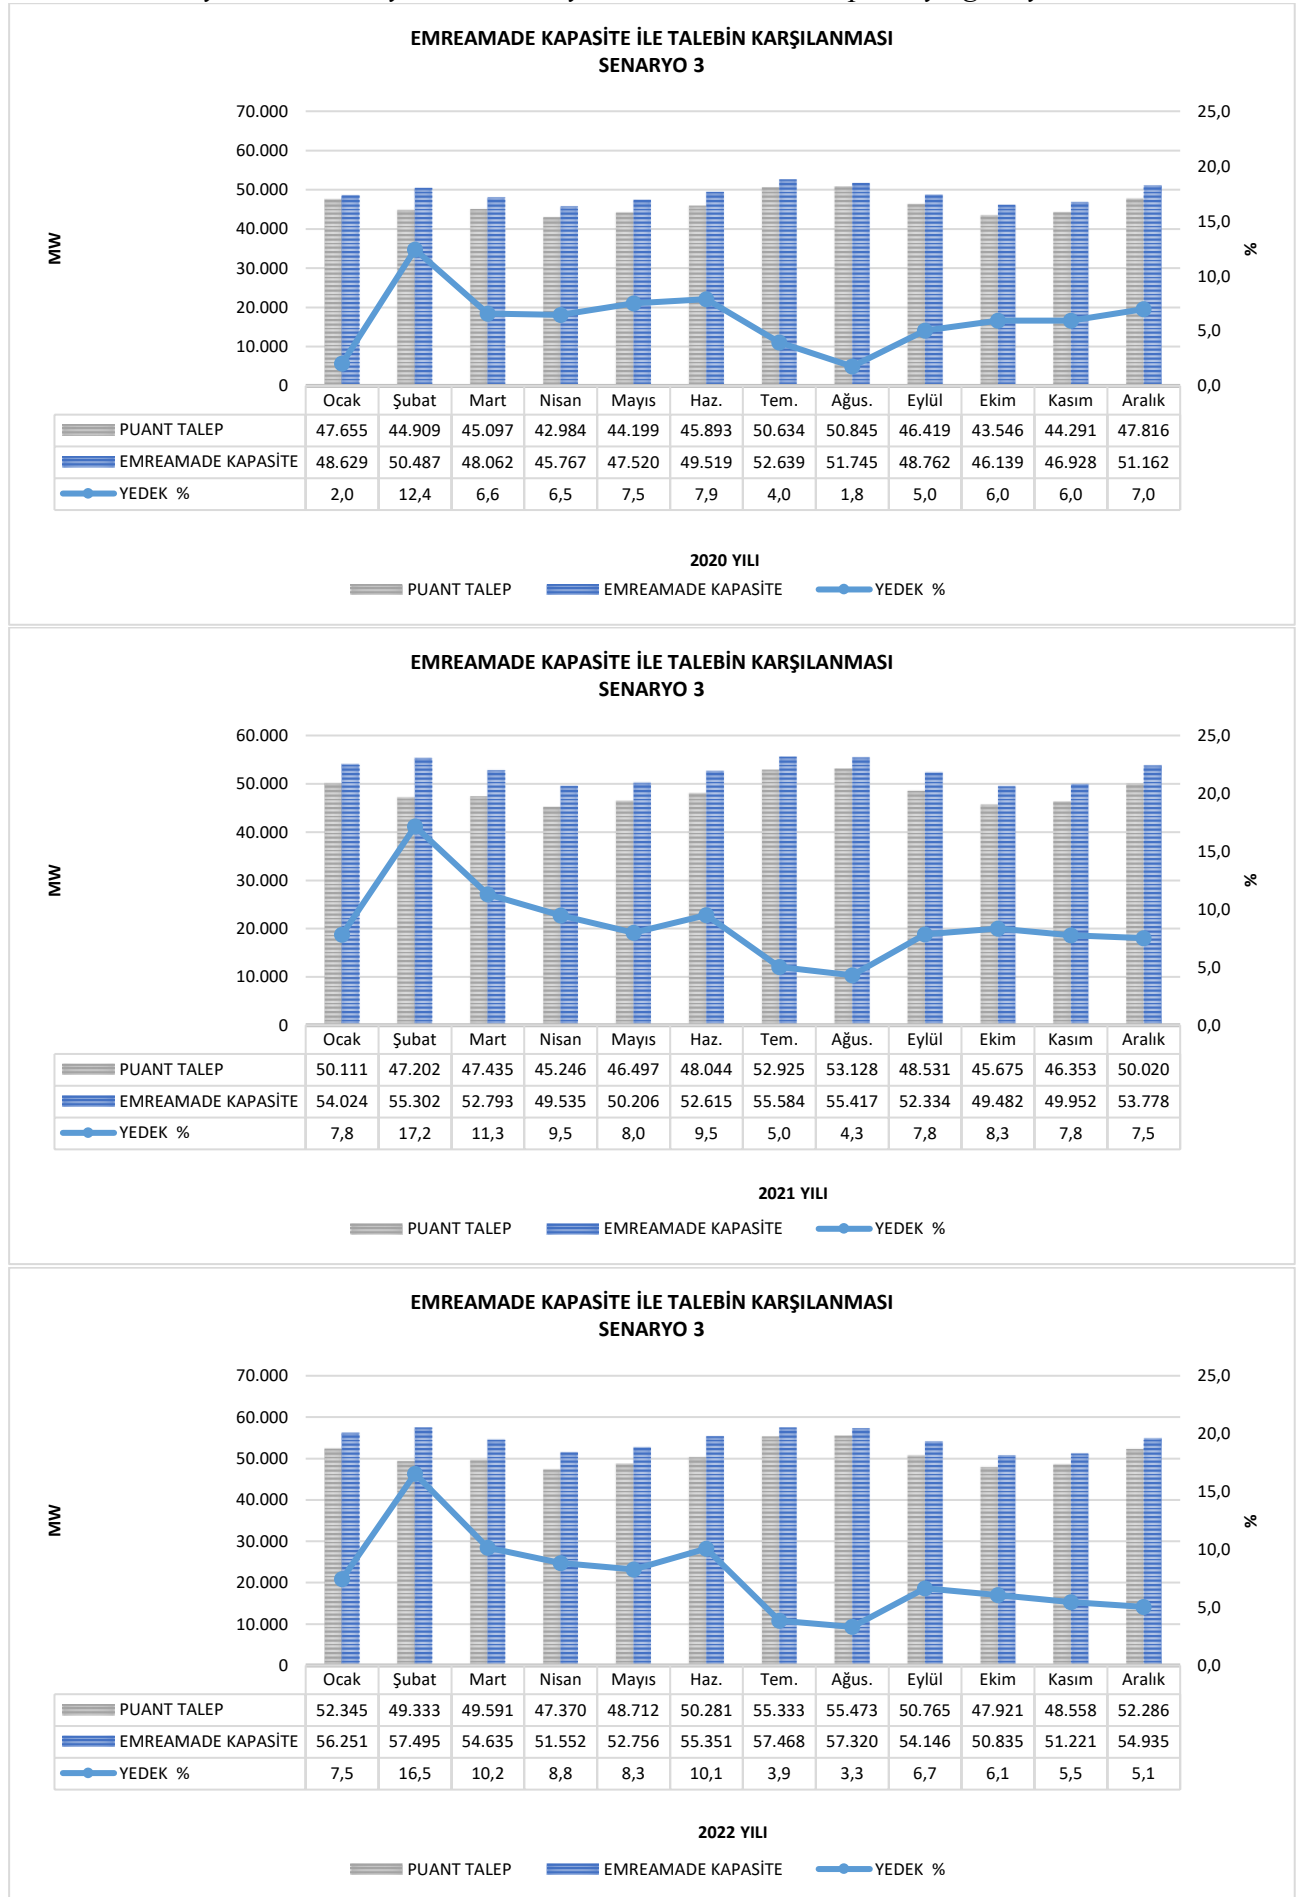 EMREAMADE KAPASİTE İLE TALEBİN KARŞILANMASI
SENARYO 3
70.000
60.000
50.000
40.000
30.000
20.000
10.000
0
MW
25,0
20,0
15,0
10,0
5,0
0,0
%
Ocak Şubat Mart Nisan Mayıs Haz. Tem. Ağus. Eylül Ekim Kasım Aralık
PUANT TALEP 47.655 44.909 45.097 42.984 44.199 45.893 50.634 50.845 46.419 43.546 44.291 47.816
EMREAMADE KAPASİTE 48.629 50.487 48.062 45.767 47.520 49.519 52.639 51.745 48.762 46.139 46.928 51.162
YEDEK % 2,0 12,4 6,6 6,5 7,5 7,9 4,0 1,8 5,0 6,0 6,0 7,0
2020 YILI
PUANT TALEP EMREAMADE KAPASİTE YEDEK %
EMREAMADE KAPASİTE İLE TALEBİN KARŞILANMASI
SENARYO 3
60.000
50.000
40.000
30.000
20.000
10.000
0
MW
25,0
20,0
15,0
10,0
5,0
0,0
%
Ocak Şubat Mart Nisan Mayıs Haz. Tem. Ağus. Eylül Ekim Kasım Aralık
PUANT TALEP 50.111 47.202 47.435 45.246 46.497 48.044 52.925 53.128 48.531 45.675 46.353 50.020
EMREAMADE KAPASİTE 54.024 55.302 52.793 49.535 50.206 52.615 55.584 55.417 52.334 49.482 49.952 53.778
YEDEK % 7,8 17,2 11,3 9,5 8,0 9,5 5,0 4,3 7,8 8,3 7,8 7,5
2021 YILI
PUANT TALEP EMREAMADE KAPASİTE YEDEK %
EMREAMADE KAPASİTE İLE TALEBİN KARŞILANMASI
SENARYO 3
70.000
60.000
50.000
40.000
30.000
20.000
10.000
0
MW
25,0
20,0
15,0
10,0
5,0
0,0
%
Ocak Şubat Mart Nisan Mayıs Haz. Tem. Ağus. Eylül Ekim Kasım Aralık
PUANT TALEP 52.345 49.333 49.591 47.370 48.712 50.281 55.333 55.473 50.765 47.921 48.558 52.286
EMREAMADE KAPASİTE 56.251 57.495 54.635 51.552 52.756 55.351 57.468 57.320 54.146 50.835 51.221 54.935
YEDEK % 7,5 16,5 10,2 8,8 8,3 10,1 3,9 3,3 6,7 6,1 5,5 5,1
2022 YILI
PUANT TALEP EMREAMADE KAPASİTE YEDEK %